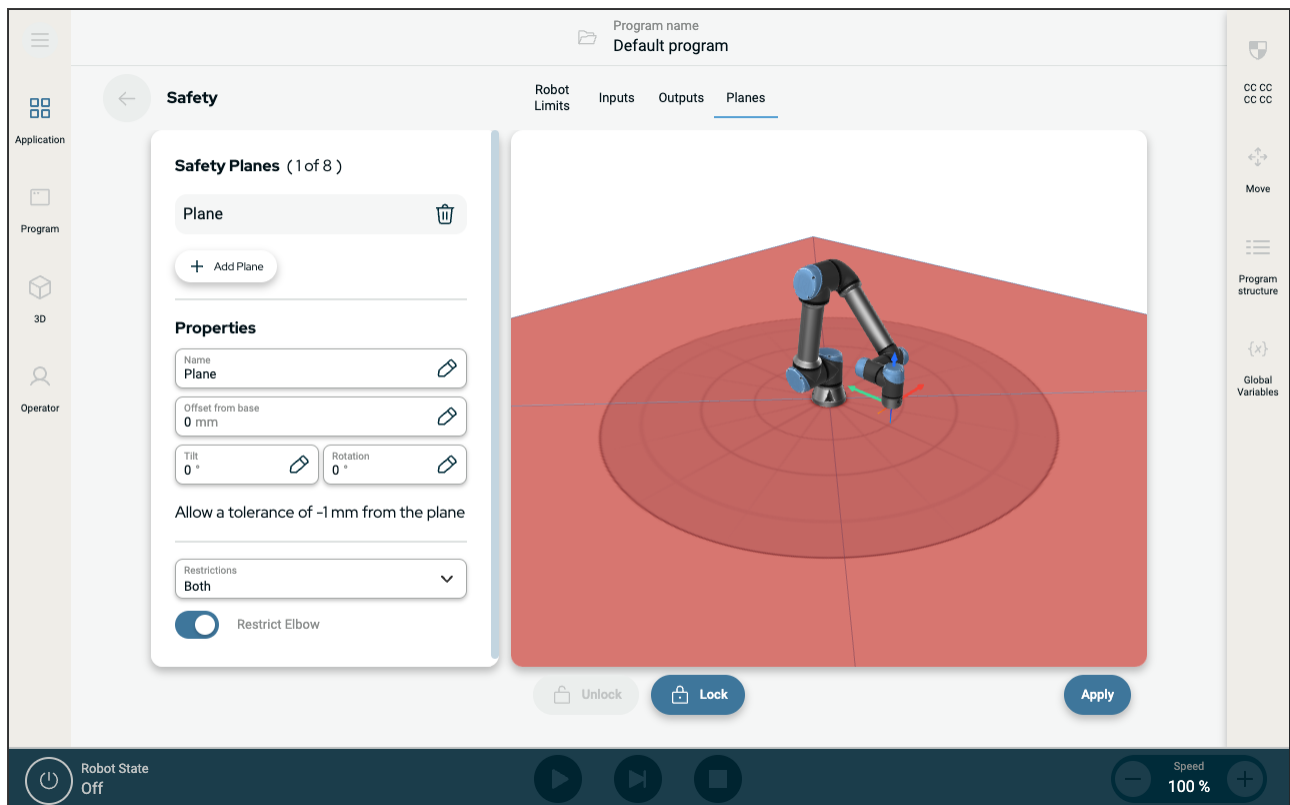 Program name
Default program
Application
Program
3D
Operator
Safety
Robot
Limits
Inputs
Outputs
Planes
Safety Planes ( 1 of 8 )
Plane
+ Add Plane
Properties
Name
Plane
Offset from base
0 mm
Tilt
0 °
Rotation
0 °
Allow a tolerance of -1 mm from the plane
Restrictions
Both
Restrict Elbow
Unlock
Lock
Apply
CC CC
CC CC
Move
Program
structure
{x}
Global
Variables
Robot State
Off
Speed
100 %